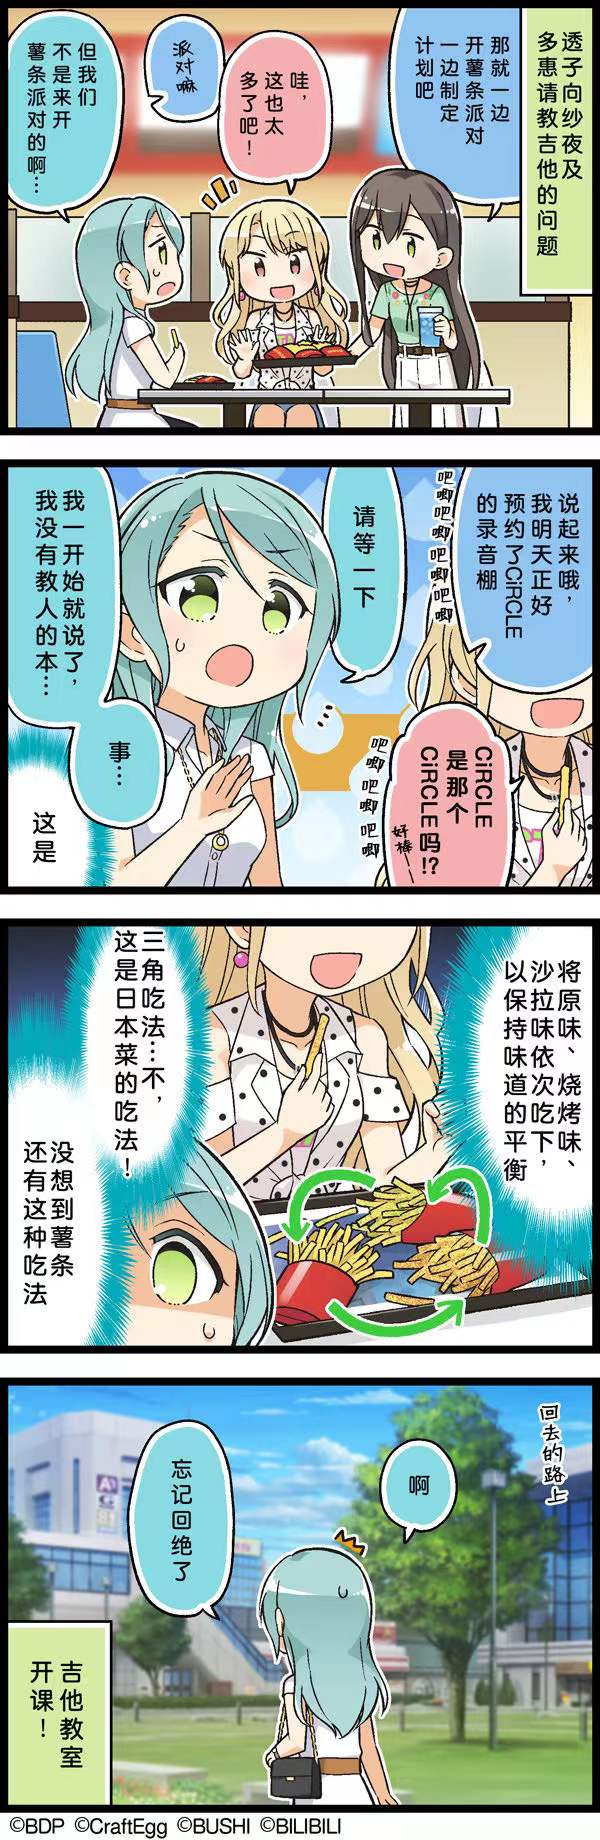 透子向纱夜及
多惠请教吉他的问题
那就一边
开薯条派对
一边制定
计划吧
哇，
这也太
多了吧！
派对嘛
但我们
不是来开
薯条派对的啊…
说起来哦，
我明天正好
预约了CiRCLE
的录音棚
吧唧吧唧吧唧吧唧
请等一下
我一开始就说了，
我没有教人的本…
…
CiRCLE
是那个
CiRCLE吗!?
好棒——
吧唧吧唧吧唧
事…
这是
将原味、烧烤味、
沙拉味依次吃下，
以保持味道的平衡
三角吃法…不，
这是日本菜的吃法！
没想到薯条
还有这种吃法
回去的路上
啊
忘记回绝了
吉他教室
开课！
©BDP ©CraftEgg ©BUSHI ©BILIBILI